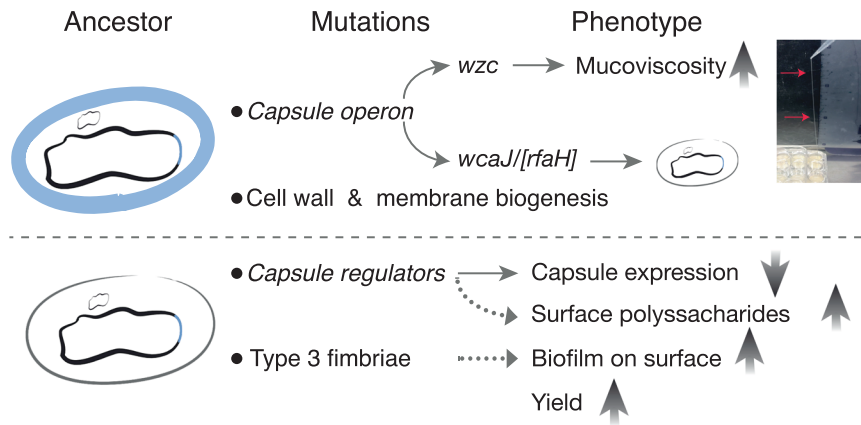 Ancestor Mutations Phenotype
wzc Mucoviscosity
● Capsule operon
wcaJ/[rfaH]
● Cell wall & membrane biogenesis
● Capsule regulators Capsule expression
Surface polyssacharides
● Type 3 fimbriae Biofilm on surface
Yield